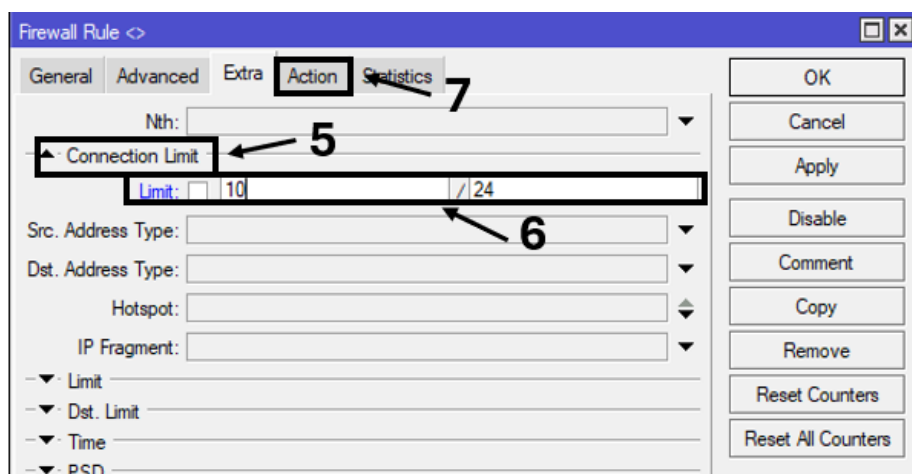 Firewall Rule <>
General Advanced Extra Action Statistics
7
Nth:
Connection Limit
5
Limit: 10 / 24
6
Src. Address Type:
Dst. Address Type:
Hotspot:
IP Fragment:
Limit
Dst. Limit
Time
PSD
OK
Cancel
Apply
Disable
Comment
Copy
Remove
Reset Counters
Reset All Counters